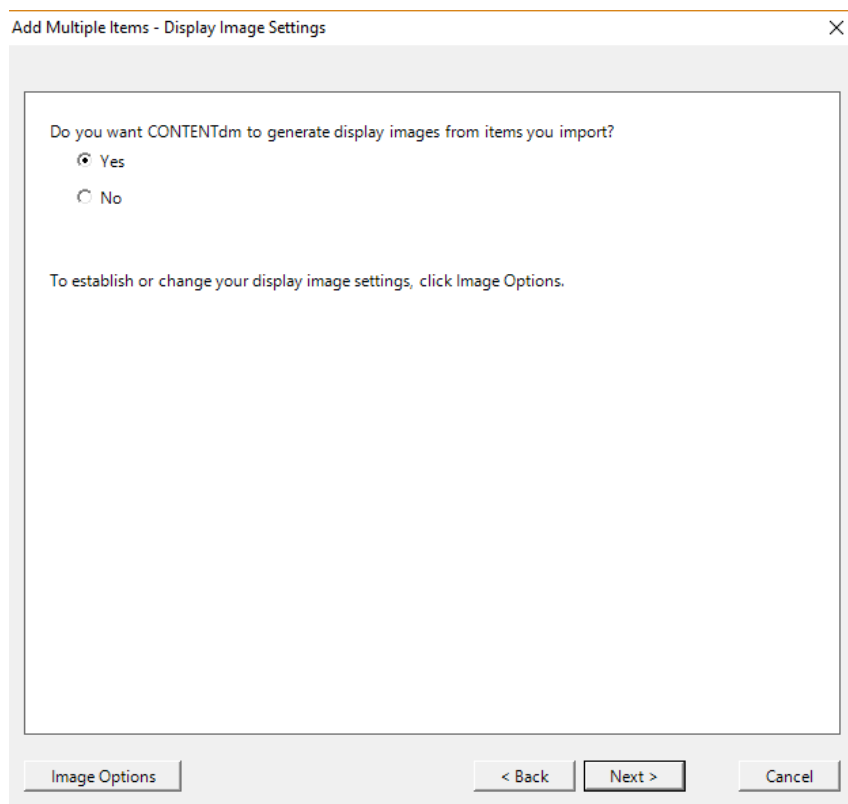 Add Multiple Items - Display Image Settings
Do you want CONTENTdm to generate display images from items you import?
Yes
No
To establish or change your display image settings, click Image Options.
Image Options
< Back
Next >
Cancel